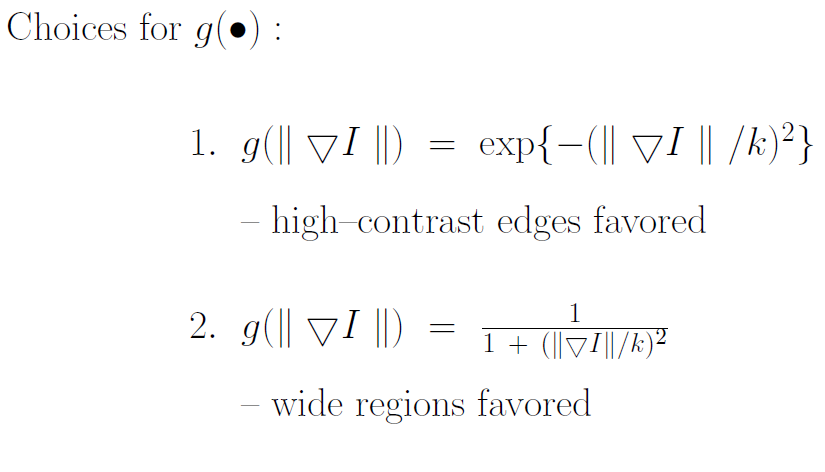 Choices for g(●) :
1. g(‖ ▽I ‖) = exp{−(‖ ▽I ‖ /k)²}
– high–contrast edges favored
2. g(‖ ▽I ‖) = 1 / 1 + (‖▽I‖/k)²
– wide regions favored